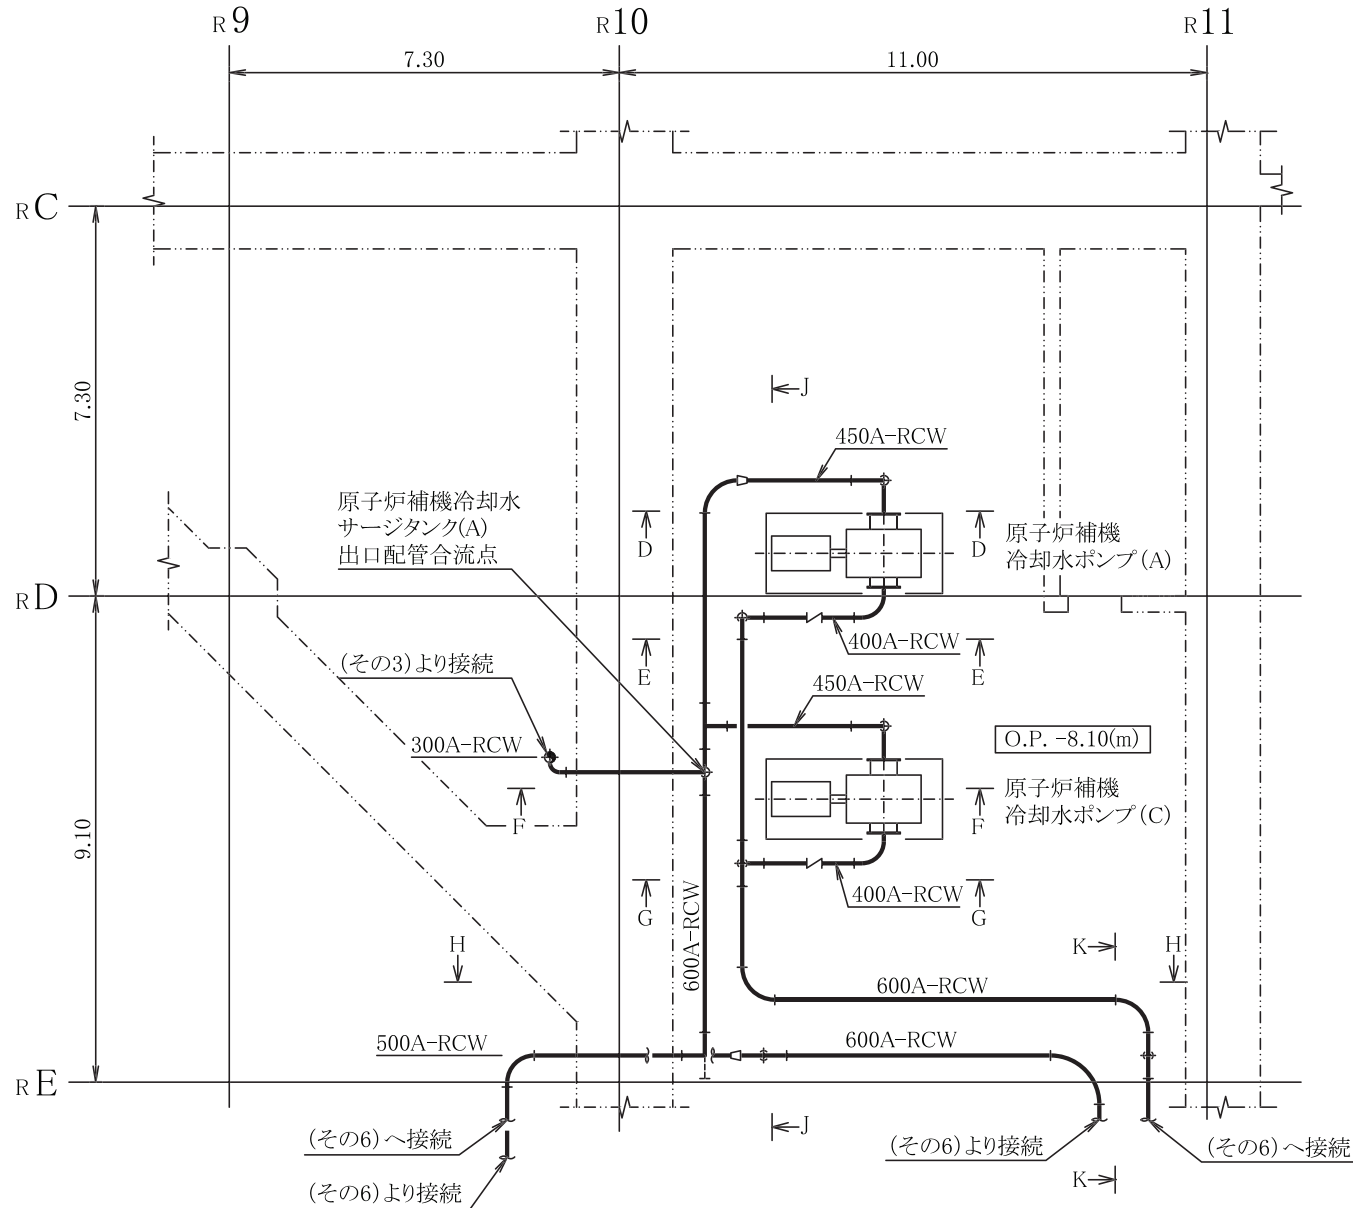 R9
R10
R11
7.30
11.00
RC
7.30
J
450A-RCW
原子炉補機冷却水
サージタンク(A)
出口配管合流点
D
D
原子炉補機
冷却水ポンプ(A)
RD
400A-RCW
(その3)より接続
E
E
450A-RCW
300A-RCW
O.P. -8.10(m)
原子炉補機
冷却水ポンプ(C)
F
F
9.10
400A-RCW
G
G
600A-RCW
H
K
H
600A-RCW
500A-RCW
600A-RCW
RE
J
(その6)へ接続
(その6)より接続
(その6)へ接続
K
(その6)より接続